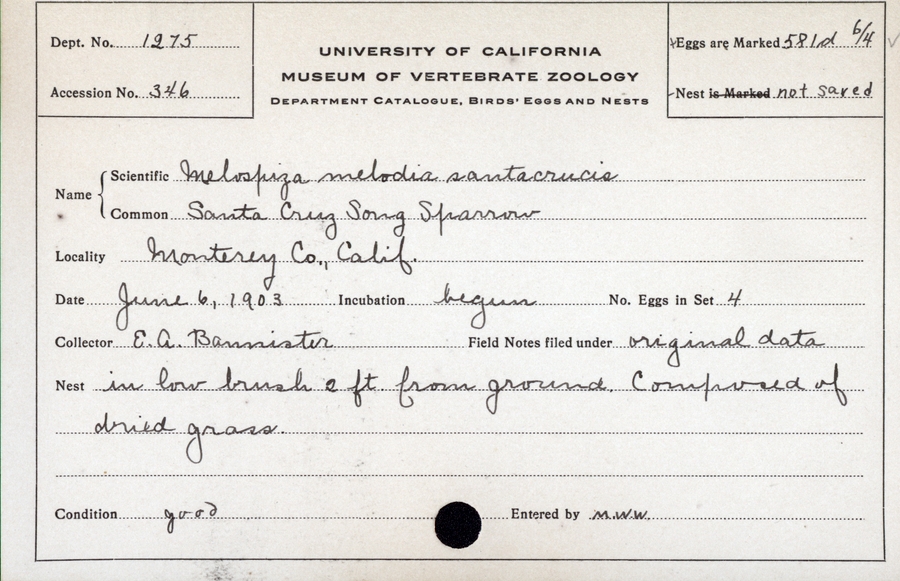 Dept. No. 1275
UNIVERSITY OF CALIFORNIA
MUSEUM OF VERTEBRATE ZOOLOGY
DEPARTMENT CATALOGUE, BIRDS' EGGS AND NESTS
Eggs are Marked 581d 6/4
Accession No. 346
Nest is Marked not saved
Name
Scientific Melospiza melodia santacrucis
Common Santa Cruz Song Sparrow
Locality Monterey Co., Calif.
Date June 6, 1903 Incubation begun No. Eggs in Set 4
Collector E. A. Bannister Field Notes filed under original data
Nest in low brush 2 ft from ground. Composed of
dried grass.
Condition good Entered by M.W.W.